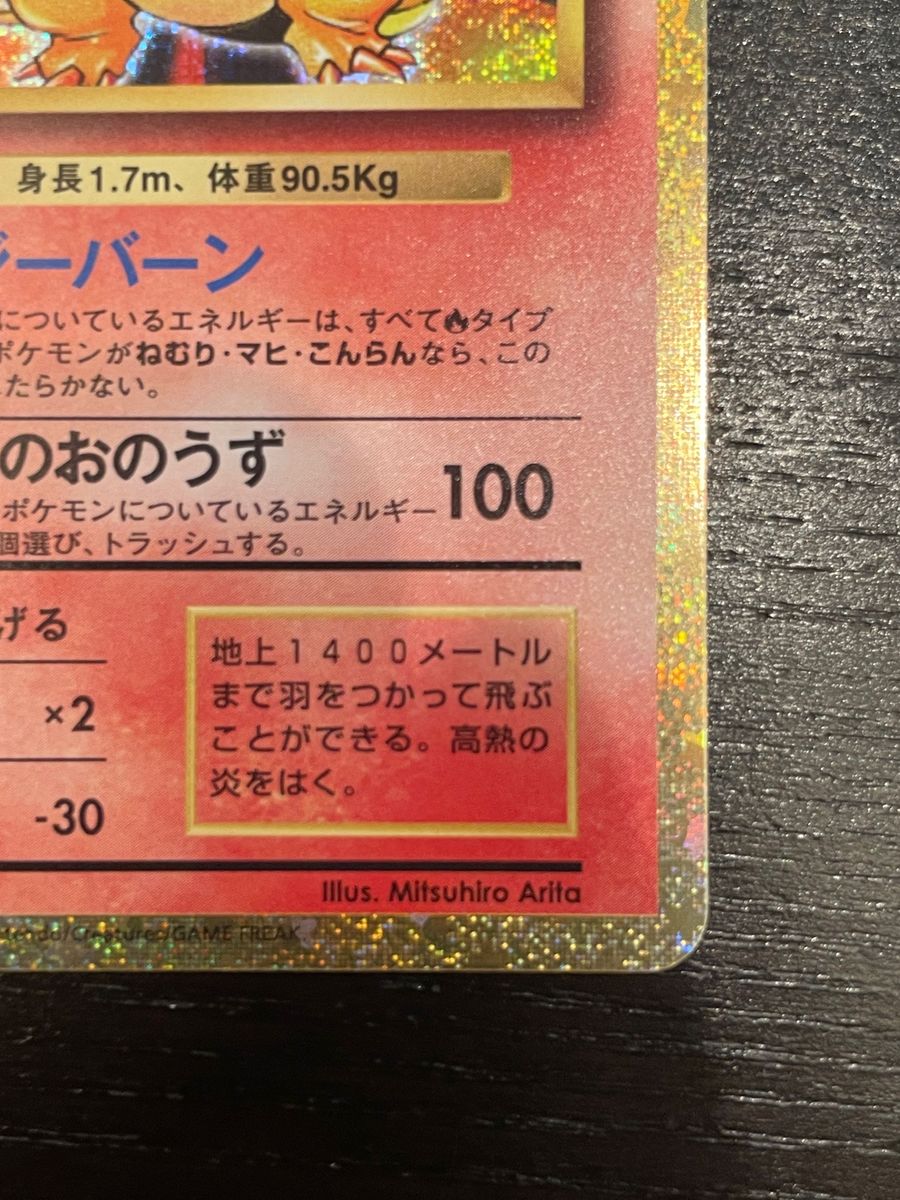 身長1.7m、体重90.5Kg
ジーバーン
についているエネルギーは、すべて🔥タイプ
ポケモンがねむり・マヒ・こんらんなら、この
たらかない。
のおのうず
100
ポケモンについているエネルギー
個選び、トラッシュする。
げる
×2
-30
地上1400メートル
まで羽をつかって飛ぶ
ことができる。高熱の
炎をはく。
Illus. Mitsuhiro Arita
/Creatures/GAME FREAK